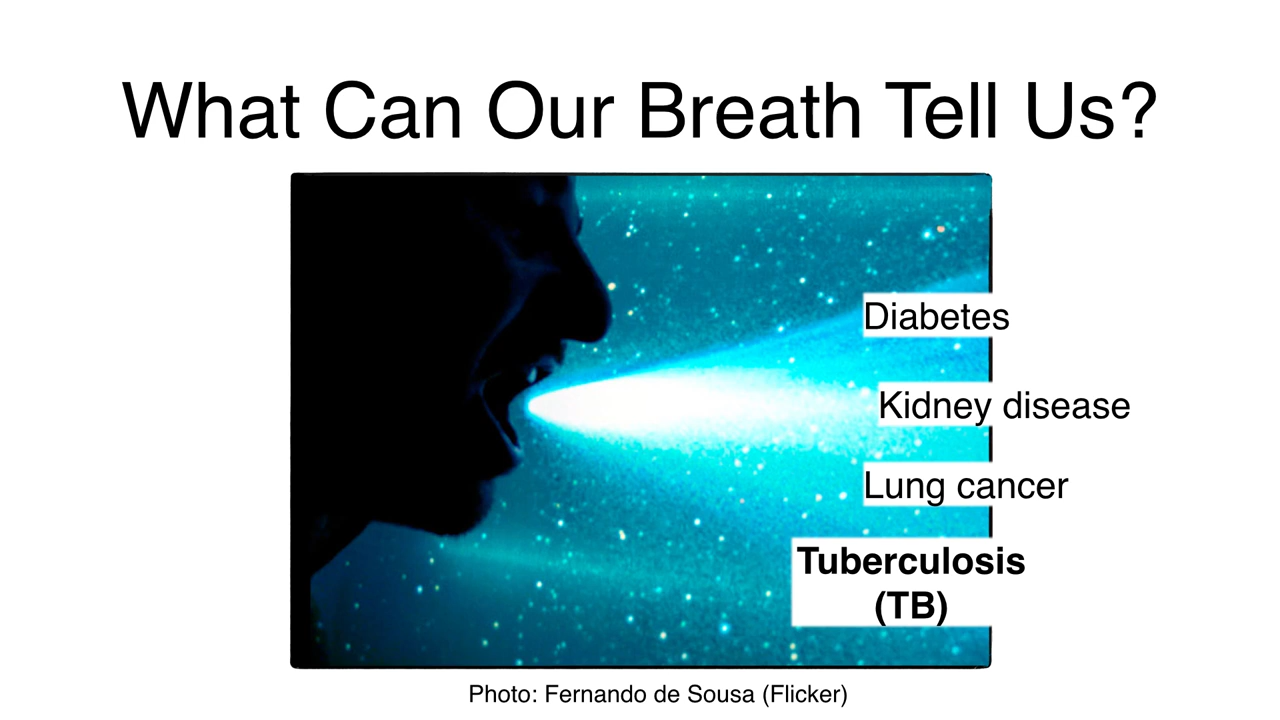 What Can Our Breath Tell Us?
Diabetes
Kidney disease
Lung cancer
Tuberculosis
(TB)
Photo: Fernando de Sousa (Flicker)